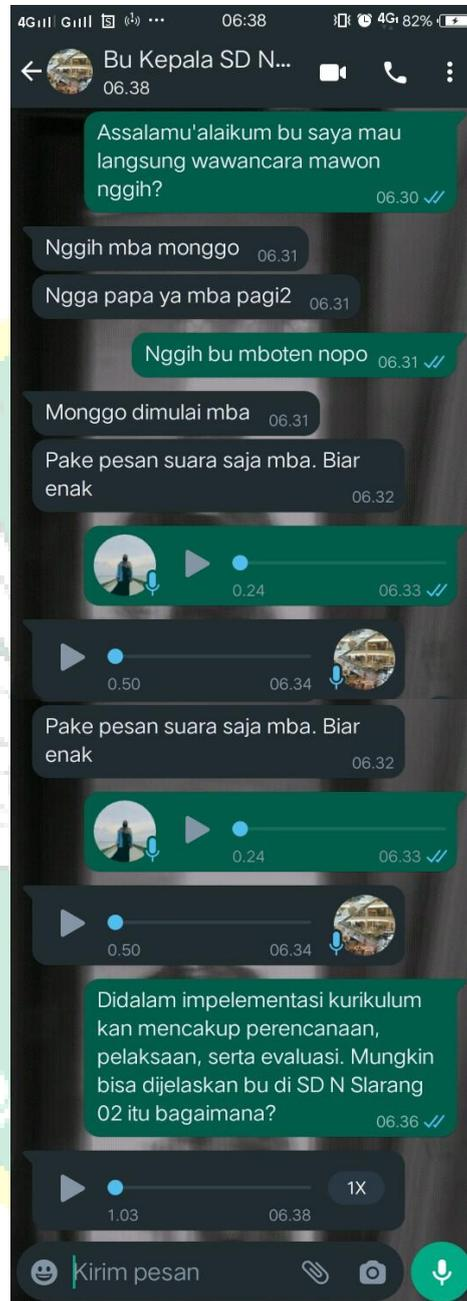 4G 06:38 4G 82%
Bu Kepala SD N...
06.38
Assalamu'alaikum bu saya mau
langsung wawancara mawon
nggih?
06.30
Nggih mba monggo 06.31
Ngga papa ya mba pagi2 06.31
Nggih bu mboten nopo 06.31
Monggo dimulai mba 06.31
Pake pesan suara saja mba. Biar
enak
06.32
0.24 06.33
0.50 06.34
Pake pesan suara saja mba. Biar
enak
06.32
0.24 06.33
0.50 06.34
Didalam impelementasi kurikulum
kan mencakup perencanaan,
pelaksaan, serta evaluasi. Mungkin
bisa dijelaskan bu di SD N Slarang
02 itu bagaimana?
06.36
1X
1.03 06.38
Kirim pesan